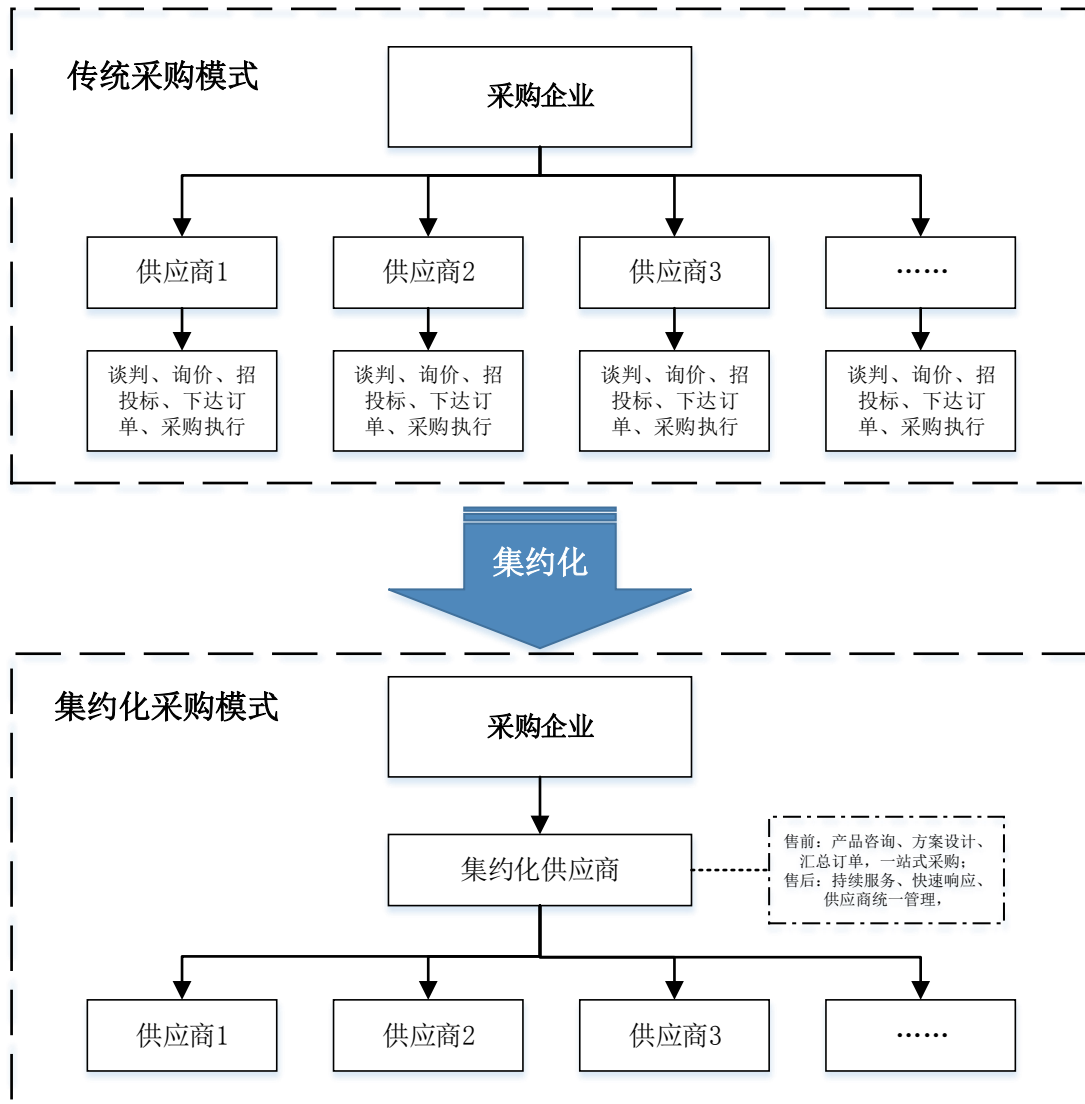 传统采购模式
采购企业
供应商1
供应商2
供应商3
……
谈判、询价、招
投标、下达订
单、采购执行
谈判、询价、招
投标、下达订
单、采购执行
谈判、询价、招
投标、下达订
单、采购执行
谈判、询价、招
投标、下达订
单、采购执行
集约化
集约化采购模式
采购企业
集约化供应商
售前：产品咨询、方案设计、
汇总订单，一站式采购；
售后：持续服务、快速响应、
供应商统一管理，
供应商1
供应商2
供应商3
……